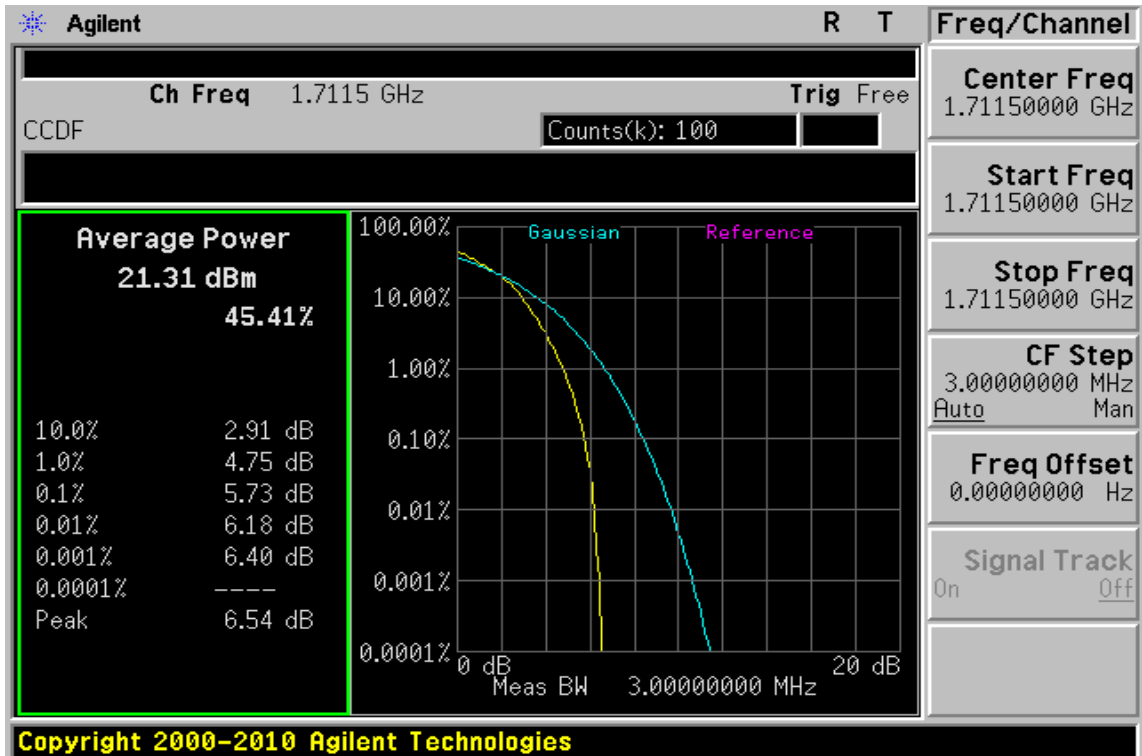 Agilent R T
Ch Freq 1.7115 GHz Trig Free
CCDF Counts(k): 100
Average Power
21.31 dBm
45.41%
10.0% 2.91 dB
1.0% 4.75 dB
0.1% 5.73 dB
0.01% 6.18 dB
0.001% 6.40 dB
0.0001% ----
Peak 6.54 dB
Gaussian Reference
100.00%
10.00%
1.00%
0.10%
0.01%
0.001%
0.0001%
0 dB 20 dB
Meas BW 3.00000000 MHz
Freq/Channel
Center Freq
1.71150000 GHz
Start Freq
1.71150000 GHz
Stop Freq
1.71150000 GHz
CF Step
3.00000000 MHz
Auto Man
Freq Offset
0.00000000 Hz
Signal Track
On Off
Copyright 2000-2010 Agilent Technologies